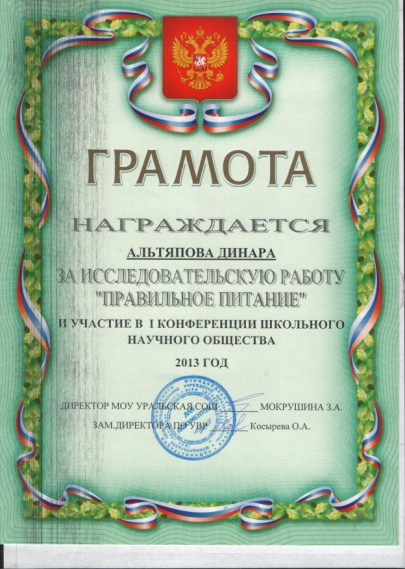 ГРАМОТА
НАГРАЖДАЕТСЯ
АЛЬТЯПОВА ДИНАРА
ЗА ИССЛЕДОВАТЕЛЬСКУЮ РАБОТУ
"ПРАВИЛЬНОЕ ПИТАНИЕ"
И УЧАСТИЕ В I КОНФЕРЕНЦИИ ШКОЛЬНОГО
НАУЧНОГО ОБЩЕСТВА
2013 ГОД
ДИРЕКТОР МОУ УРАЛЬСКАЯ СОШ МОКРУШИНА З.А.
ЗАМ.ДИРЕКТОРА ПО УВР Косырева О.А.